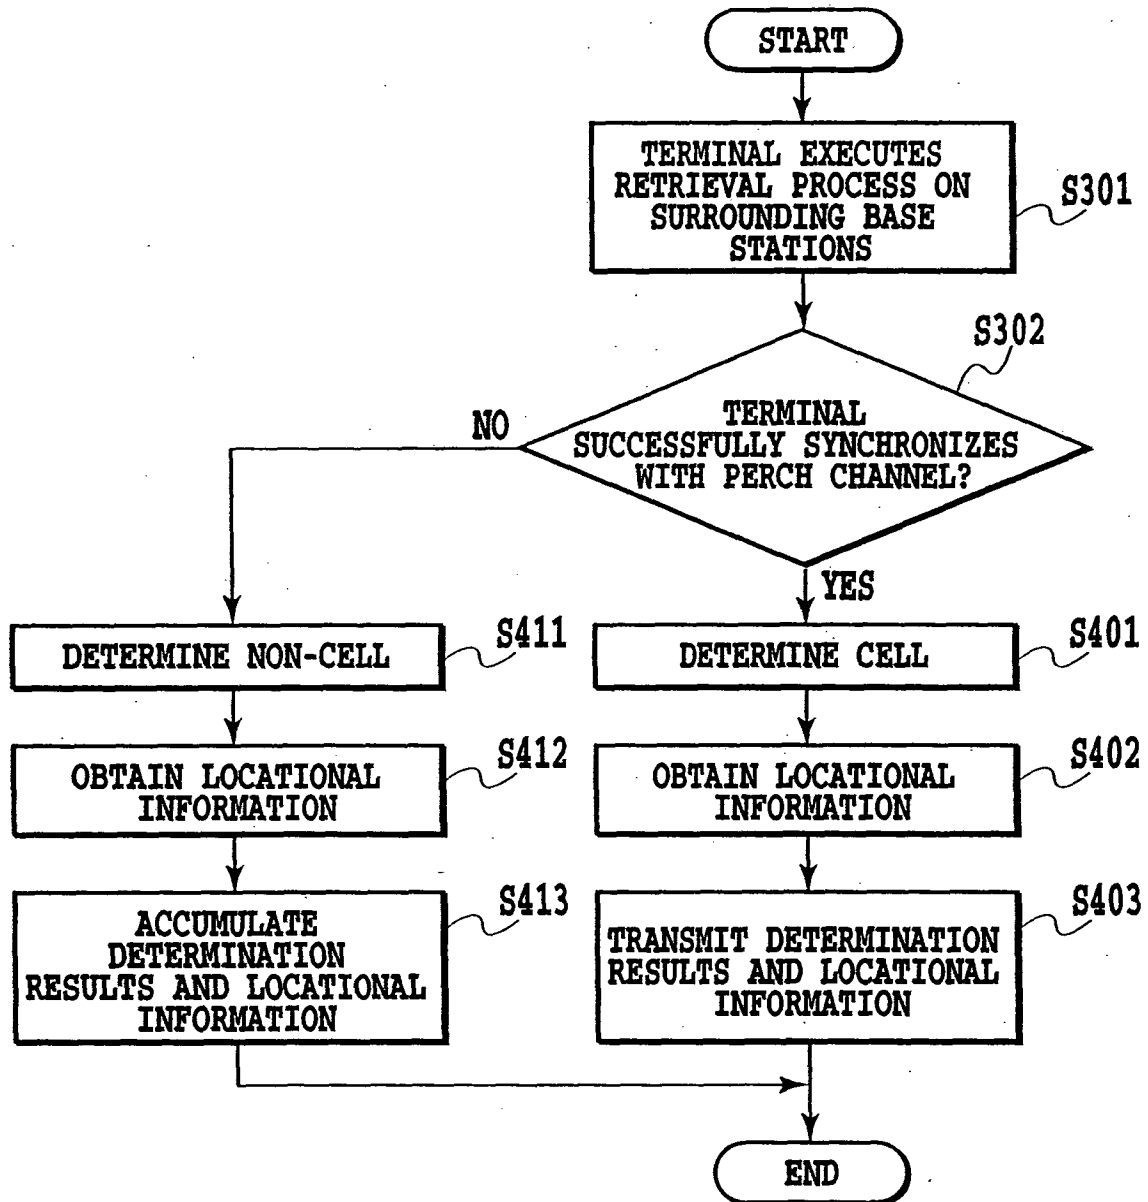 START
TERMINAL EXECUTES
RETRIEVAL PROCESS ON
SURROUNDING BASE
STATIONS
S301
S302
TERMINAL
SUCCESSFULLY SYNCHRONIZES
WITH PERCH CHANNEL?
NO
YES
DETERMINE NON-CELL
S411
DETERMINE CELL
S401
OBTAIN LOCATIONAL
INFORMATION
S412
OBTAIN LOCATIONAL
INFORMATION
S402
ACCUMULATE
DETERMINATION
RESULTS AND LOCATIONAL
INFORMATION
S413
TRANSMIT DETERMINATION
RESULTS AND LOCATIONAL
INFORMATION
S403
END